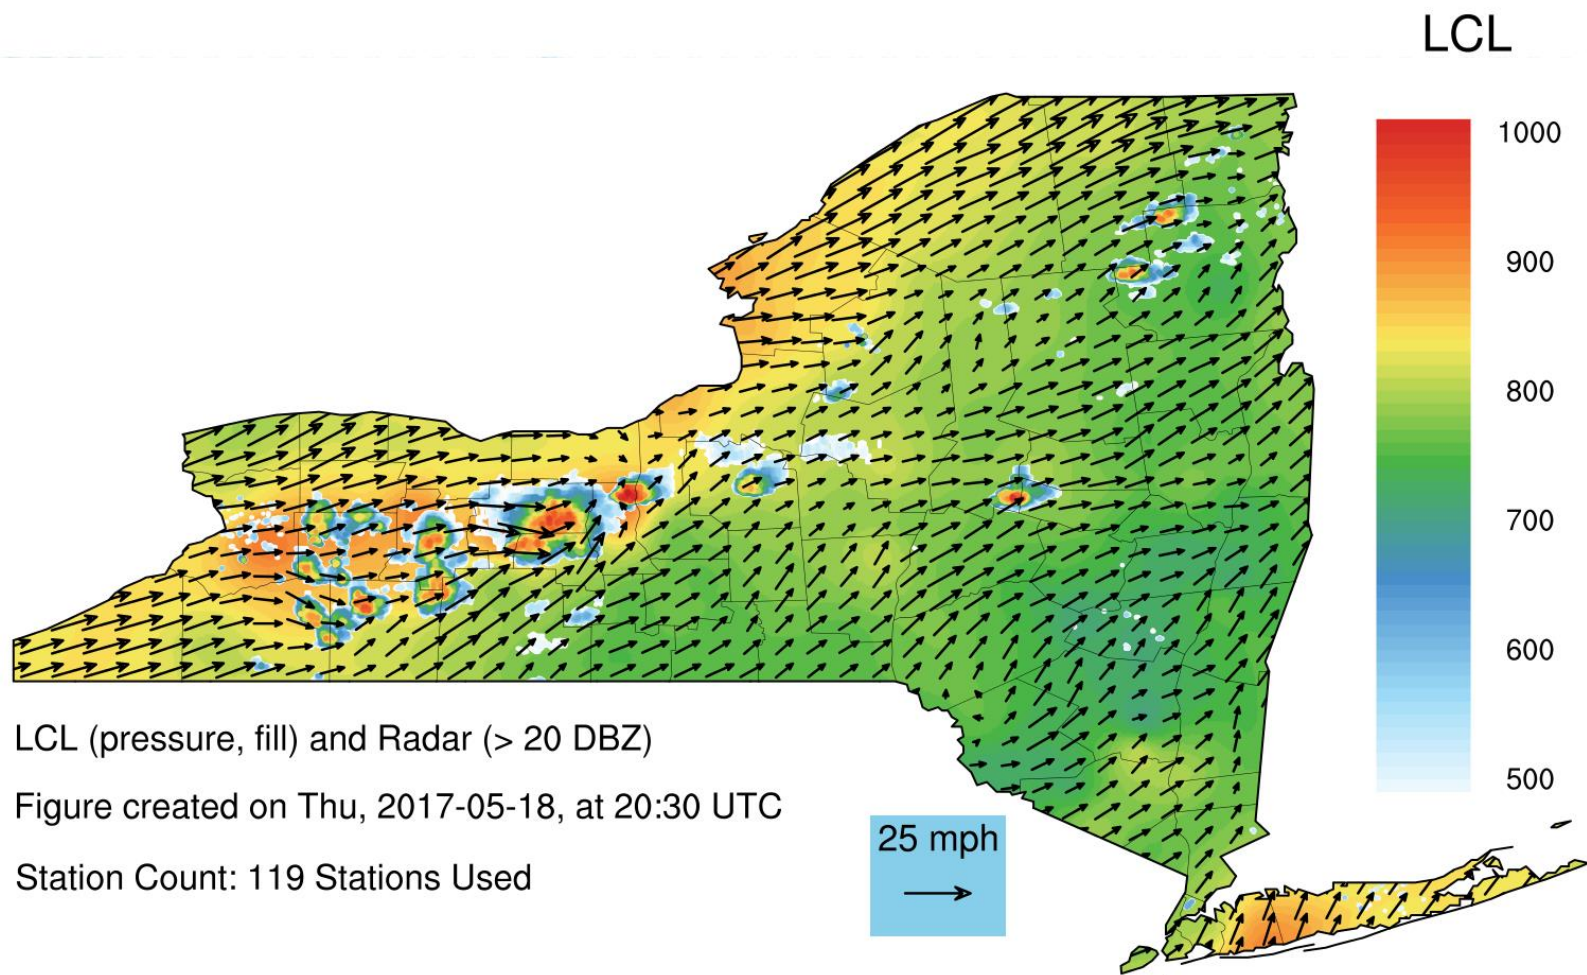 LCL
1000
900
800
700
600
500
LCL (pressure, fill) and Radar (> 20 DBZ)
Figure created on Thu, 2017-05-18, at 20:30 UTC
Station Count: 119 Stations Used
25 mph